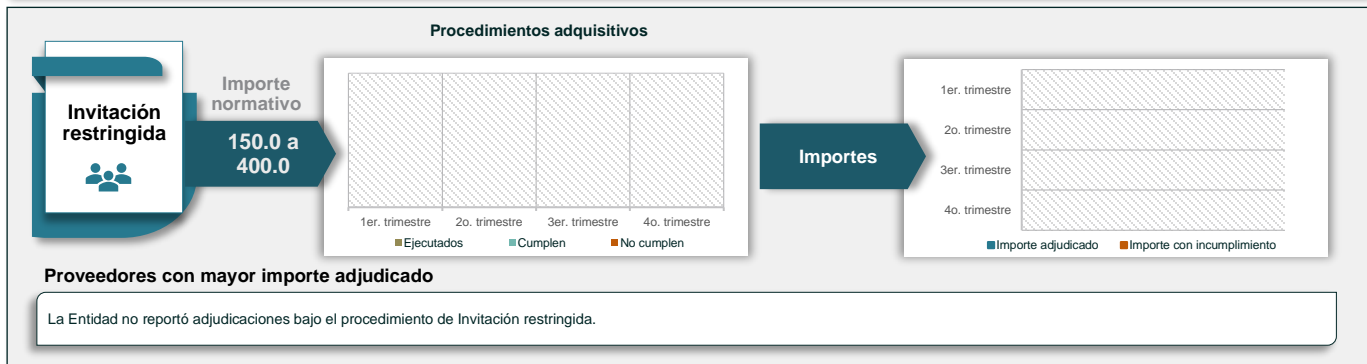 Procedimientos adquisitivos
Invitación
restringida
Importe
normativo
150.0 a
400.0
1er. trimestre
2o. trimestre
3er. trimestre
4o. trimestre
Ejecutados
Cumplen
No cumplen
Importes
1er. trimestre
2o. trimestre
3er. trimestre
4o. trimestre
Importe adjudicado
Importe con incumplimiento
Proveedores con mayor importe adjudicado
La Entidad no reportó adjudicaciones bajo el procedimiento de Invitación restringida.